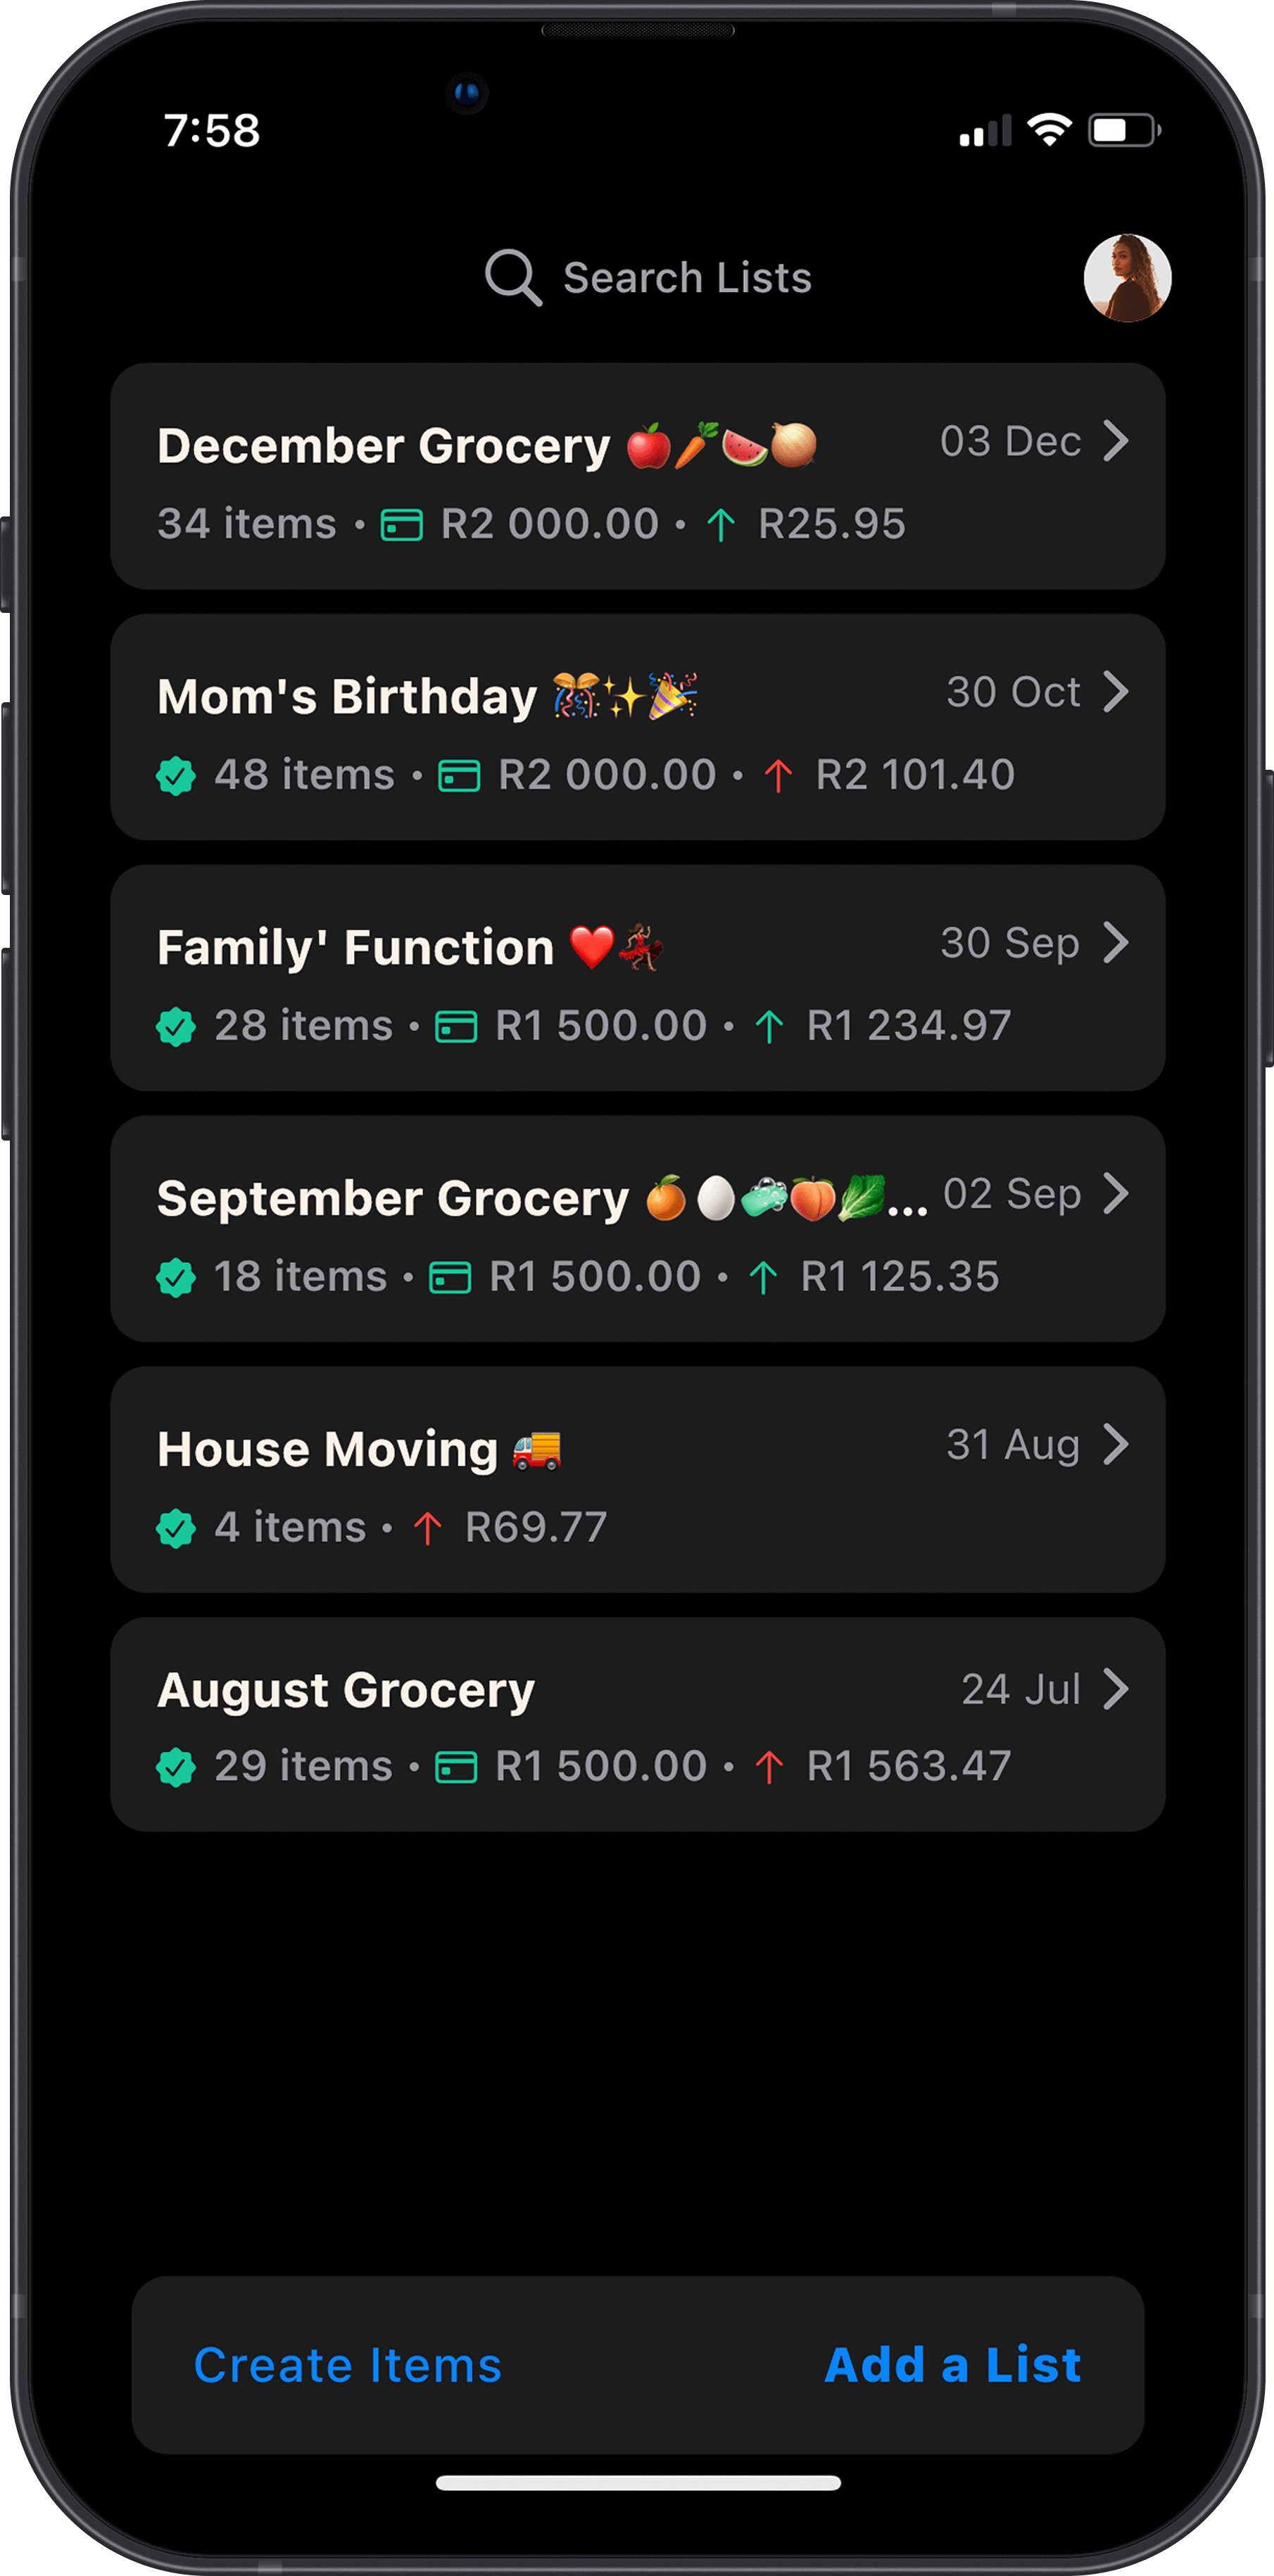 7:58
Search Lists
December Grocery 🍎🥕🍉🧅 03 Dec
34 items • R2 000.00 • ↑ R25.95
Mom's Birthday 🎊✨🎉 30 Oct
48 items • R2 000.00 • ↑ R2 101.40
Family' Function ❤️💃🏾 30 Sep
28 items • R1 500.00 • ↑ R1 234.97
September Grocery 🍊🥚🧼🍑🥬... 02 Sep
18 items • R1 500.00 • ↑ R1 125.35
House Moving 🚚 31 Aug
4 items • ↑ R69.77
August Grocery 24 Jul
29 items • R1 500.00 • ↑ R1 563.47
Create Items Add a List